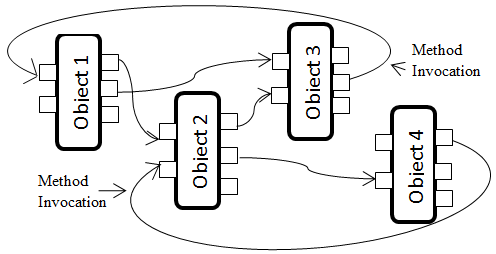 Object 1
Object 3
Method
Invocation
Object 2
Object 4
Method
Invocation